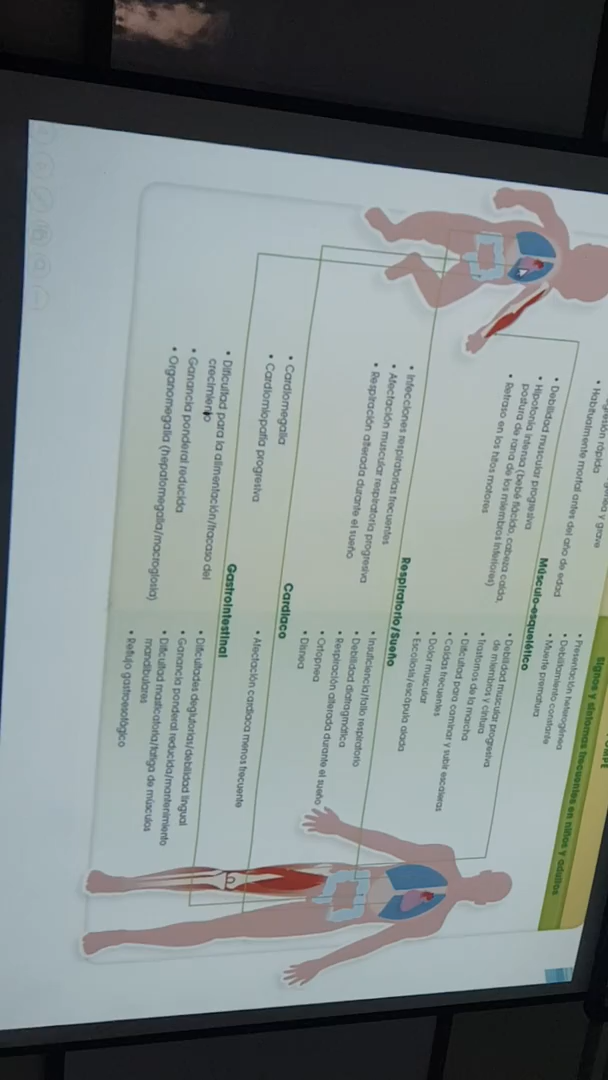 OMPE
Signos y síntomas frecuentes en niños y adultos
rápida y grave
• Habitualmente mortal antes del año de edad
• Presentación heterogénea
• Debilitamiento constante
• Muerte prematura
Músculo-esquelético
• Debilidad muscular progresiva
• Hipotonía intensa (bebé flácido, cabeza caída,
postura de rana de los miembros inferiores)
• Retraso en los hitos motores
• Debilidad muscular progresiva
de miembros y cintura
• Trastornos de la marcha
• Dificultad para caminar y subir escaleras
• Caídas frecuentes
• Dolor muscular
• Escoliosis/escápula alada
Respiratorio/Sueño
• Infecciones respiratorias frecuentes
• Afectación muscular respiratoria progresiva
• Respiración alterada durante el sueño
• Insuficiencia/fallo respiratorio
• Debilidad diafragmática
• Respiración alterada durante el sueño
• Ortopnea
• Disnea
Cardíaco
• Cardiomegalia
• Cardiomiopatía progresiva
• Afectación cardíaca menos frecuente
Gastrointestinal
• Dificultad para la alimentación/fracaso del
crecimiento
• Ganancia ponderal reducida
• Organomegalia (hepatomegalia/macroglosia)
• Dificultades deglutorias/debilidad lingual
• Ganancia ponderal reducida/mantenimiento
• Dificultad masticatoria/fatiga de músculos
mandibulares
• Reflujo gastroesofágico